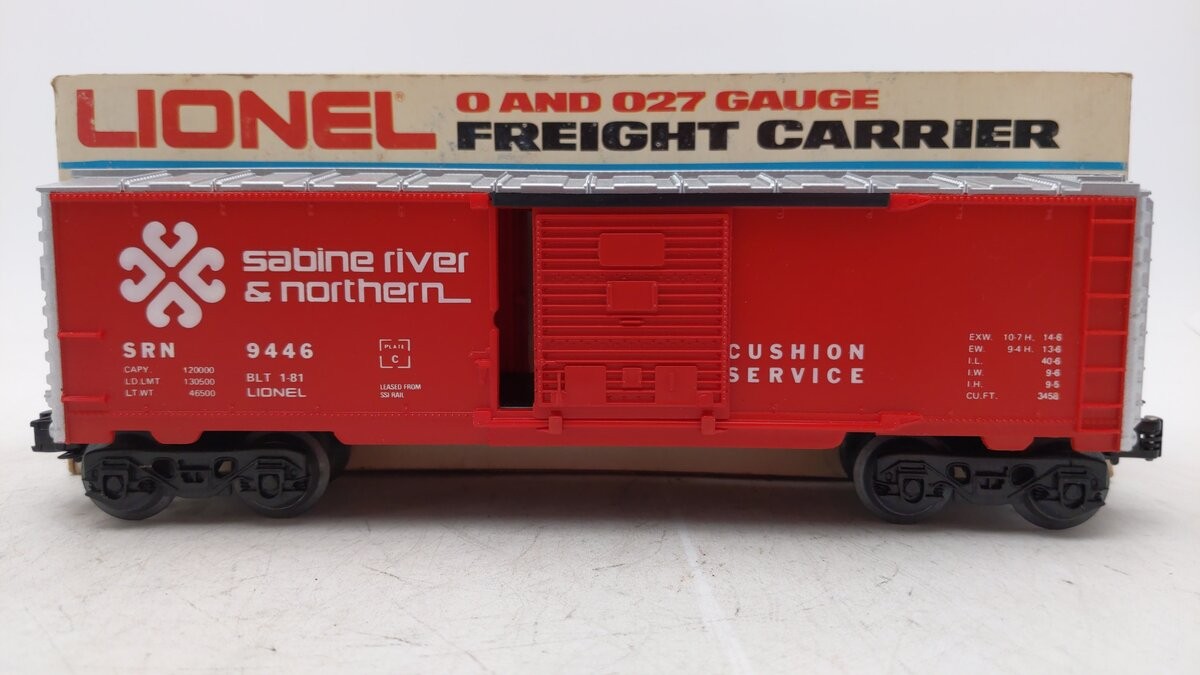 LIONEL®
O AND O27 GAUGE
FREIGHT CARRIER
sabine river
& northern
SRN 9446
CAPY 120000
LD.LMT 130500
LT.WT 46500
BLT 1-81
LIONEL
PLATE
C
LEASED FROM
SSI RAIL
CUSHION
SERVICE
EXW. 10-7 H. 14-6
EW. 9-4 H. 13-6
I.L. 40-6
I.W. 9-6
I.H. 9-5
CU.FT. 3458